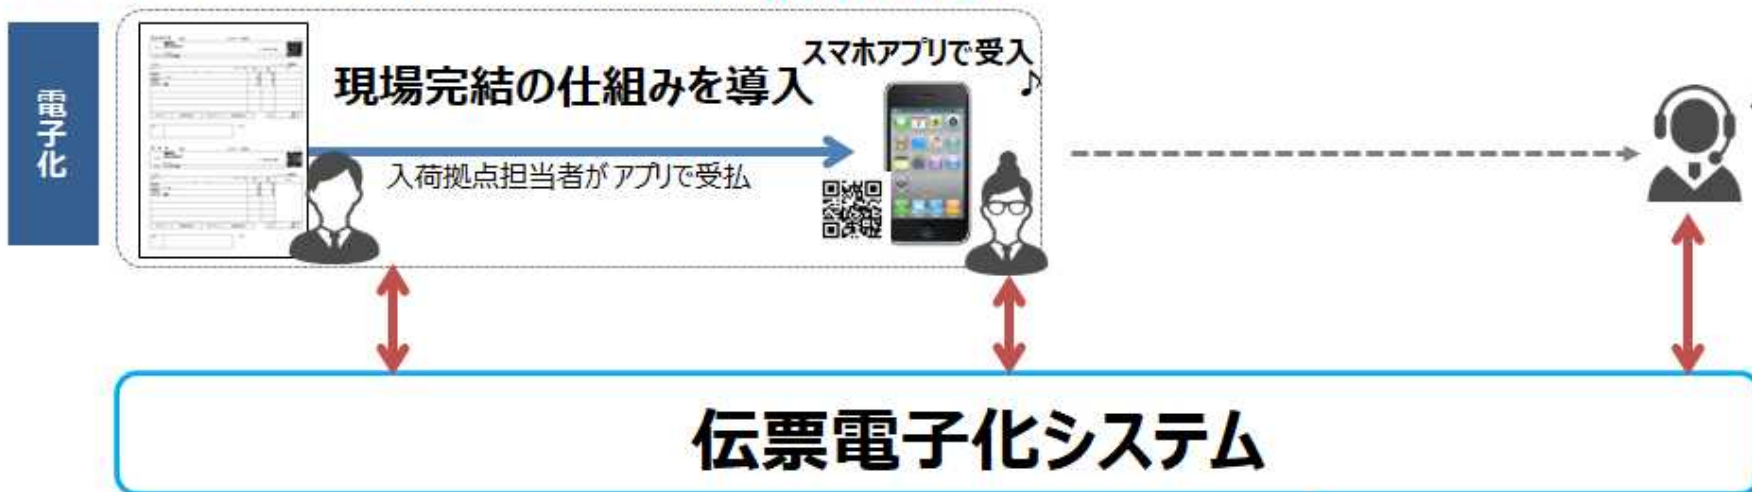 電子化
現場完結の仕組みを導入
スマホアプリで受入
♪
入荷拠点担当者がアプリで受払
伝票電子化システム